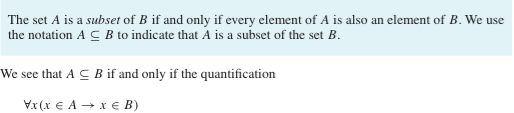 The set A is a subset of B if and only if every element of A is also an element of B. We use
the notation A ⊆ B to indicate that A is a subset of the set B.
We see that A ⊆ B if and only if the quantification
∀x(x ∈ A → x ∈ B)